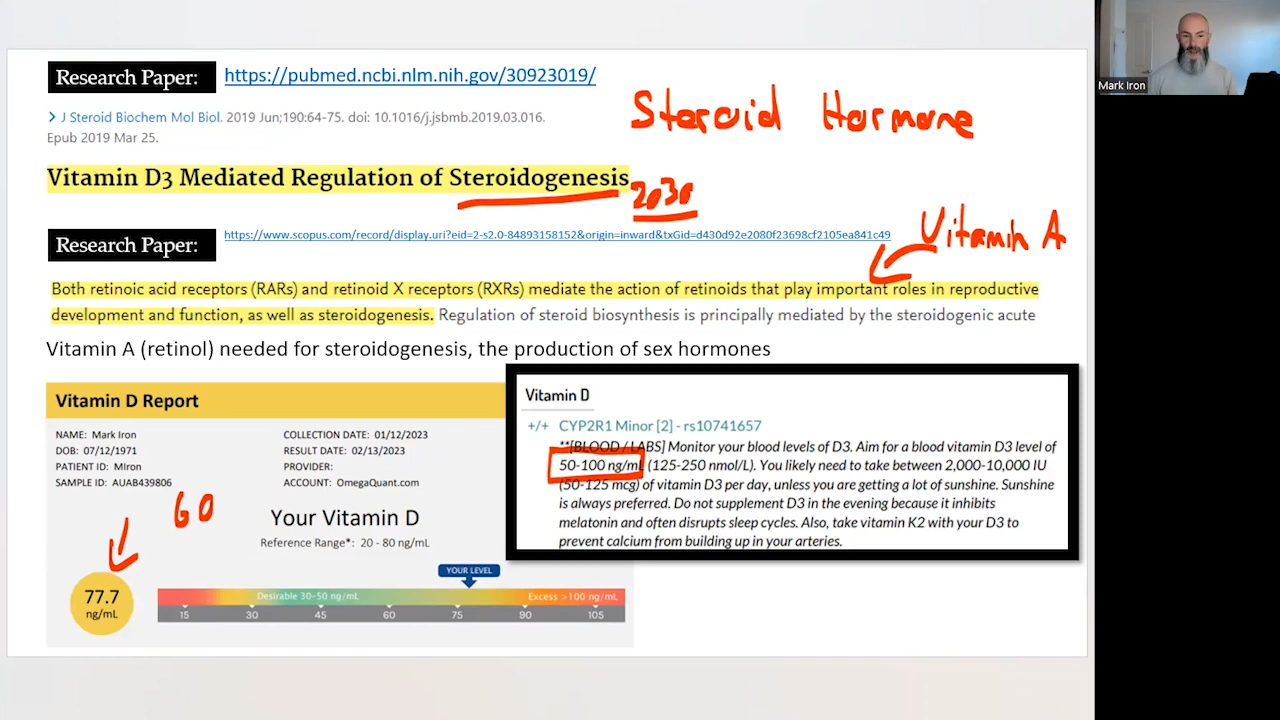 Research Paper: https://pubmed.ncbi.nlm.nih.gov/30923019/
J Steroid Biochem Mol Biol. 2019 Jun;190:64-75. doi: 10.1016/j.jsbmb.2019.03.016.
Epub 2019 Mar 25.
Steroid Hormone
Vitamin D3 Mediated Regulation of Steroidogenesis
2030
Research Paper: https://www.scopus.com/record/display.uri?eid=2-s2.0-84893158152&origin=inward&txGid=d430d92e2080f23698cf2105ea841c49
Vitamin A
Both retinoic acid receptors (RARs) and retinoid X receptors (RXRs) mediate the action of retinoids that play important roles in reproductive
development and function, as well as steroidogenesis. Regulation of steroid biosynthesis is principally mediated by the steroidogenic acute
Vitamin A (retinol) needed for steroidogenesis, the production of sex hormones
Vitamin D Report
NAME: Mark Iron
DOB: 07/12/1971
PATIENT ID: MIron
SAMPLE ID: AUAB439806
COLLECTION DATE: 01/12/2023
RESULT DATE: 02/13/2023
PROVIDER:
ACCOUNT: OmegaQuant.com
60
Your Vitamin D
Reference Range*: 20 - 80 ng/mL
YOUR LEVEL
77.7
ng/mL
Desirable 30-50 ng/mL
Excess >100 ng/mL
15 30 45 60 75 90 105
Vitamin D
+/+ CYP2R1 Minor [2] - rs10741657
**[BLOOD / LABS] Monitor your blood levels of D3. Aim for a blood vitamin D3 level of
50-100 ng/mL (125-250 nmol/L). You likely need to take between 2,000-10,000 IU
(50-125 mcg) of vitamin D3 per day, unless you are getting a lot of sunshine. Sunshine
is always preferred. Do not supplement D3 in the evening because it inhibits
melatonin and often disrupts sleep cycles. Also, take vitamin K2 with your D3 to
prevent calcium from building up in your arteries.
Mark Iron